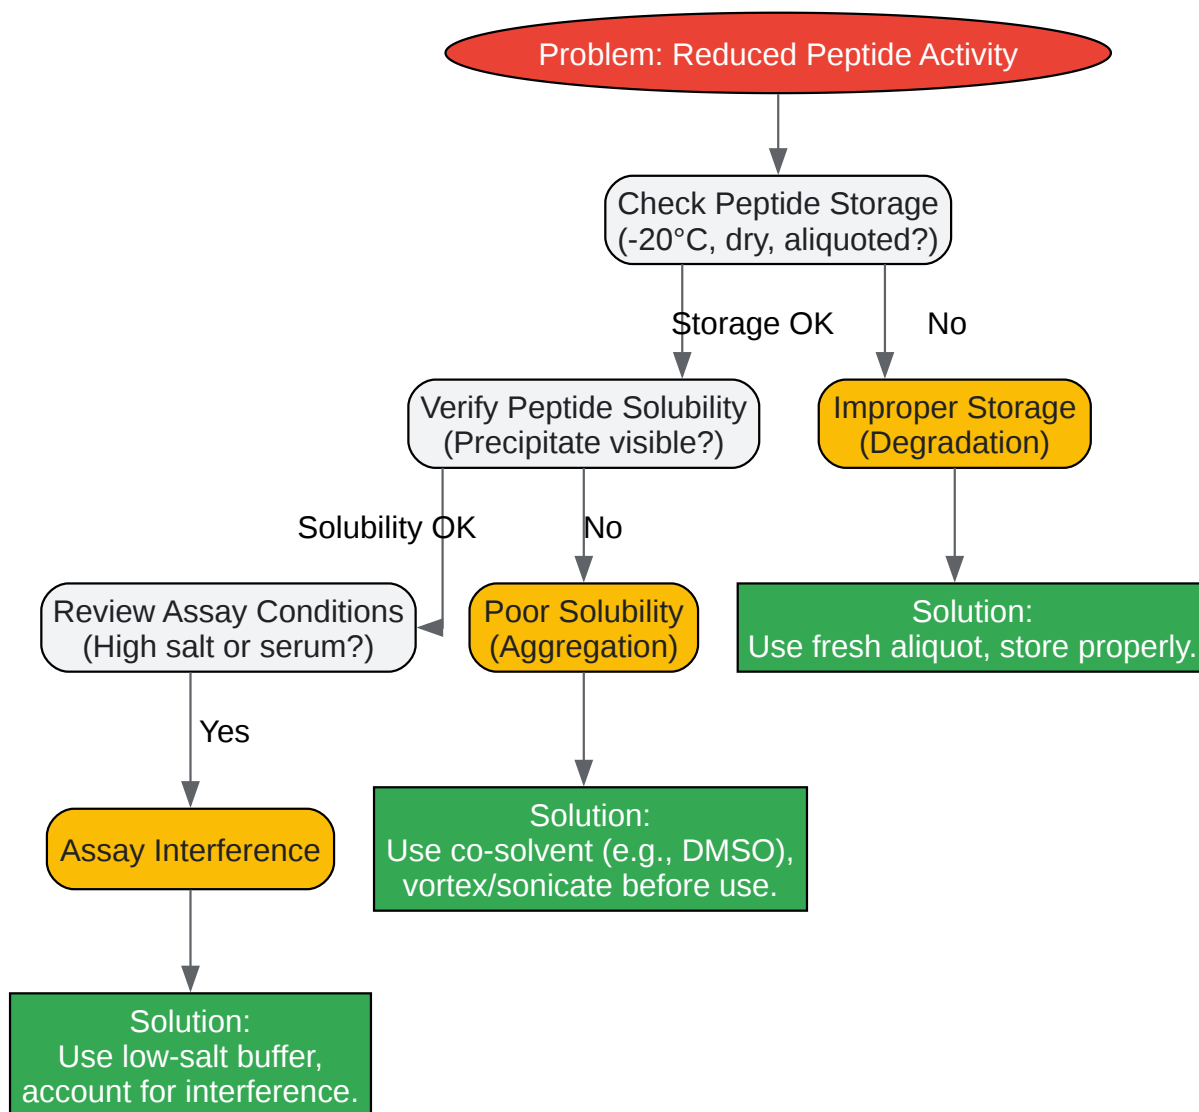 Problem: Reduced Peptide Activity
Check Peptide Storage
(-20°C, dry, aliquoted?)
Storage OK
No
Verify Peptide Solubility
(Precipitate visible?)
Improper Storage
(Degradation)
Solubility OK
No
Review Assay Conditions
(High salt or serum?)
Poor Solubility
(Aggregation)
Solution:
Use fresh aliquot, store properly.
Yes
Assay Interference
Solution:
Use co-solvent (e.g., DMSO),
vortex/sonicate before use.
Solution:
Use low-salt buffer,
account for interference.